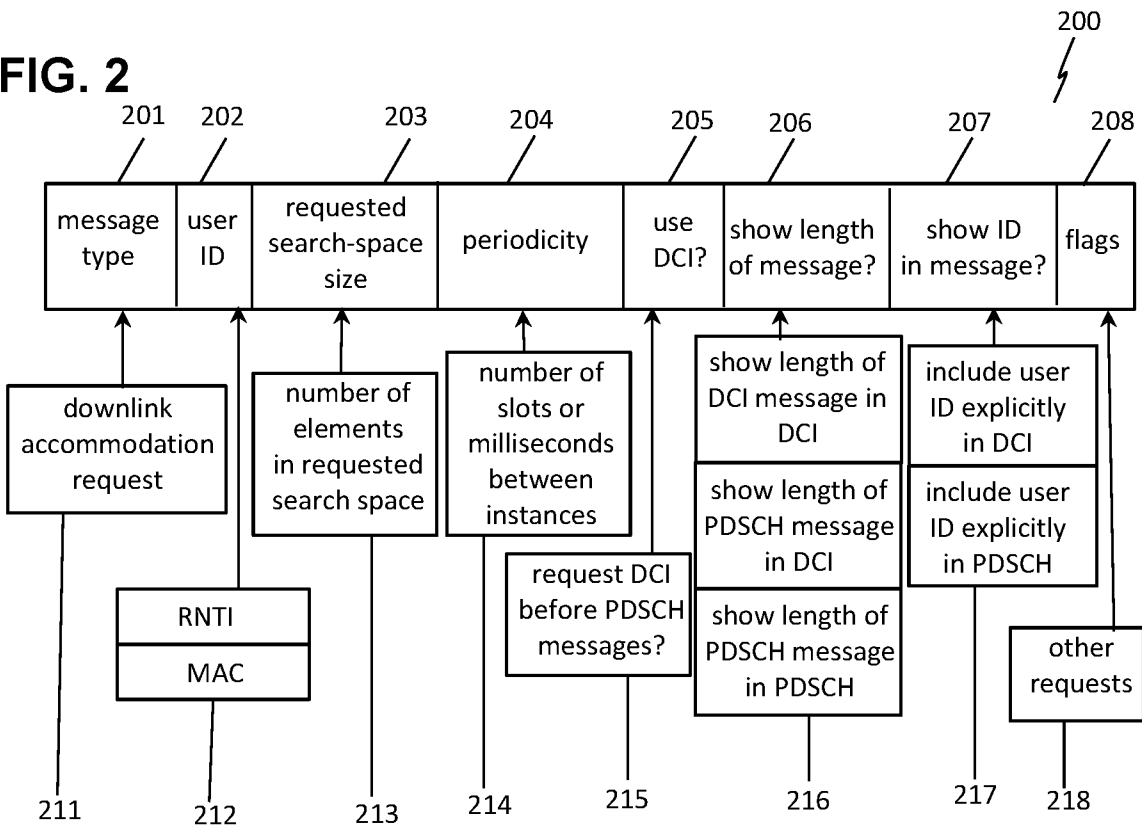 200
FIG. 2
201
202
203
204
205
206
207
208
message
type
user
ID
requested
search-space
size
periodicity
use
DCI?
show length
of message?
show ID
in message?
flags
downlink
accommodation
request
RNTI
MAC
number of
elements
in requested
search space
number of
slots or
milliseconds
between
instances
request DCI
before PDSCH
messages?
show length of
DCI message in
DCI
show length of
PDSCH message
in DCI
show length of
PDSCH message
in PDSCH
include user
ID explicitly
in DCI
include user
ID explicitly
in PDSCH
other
requests
211
212
213
214
215
216
217
218